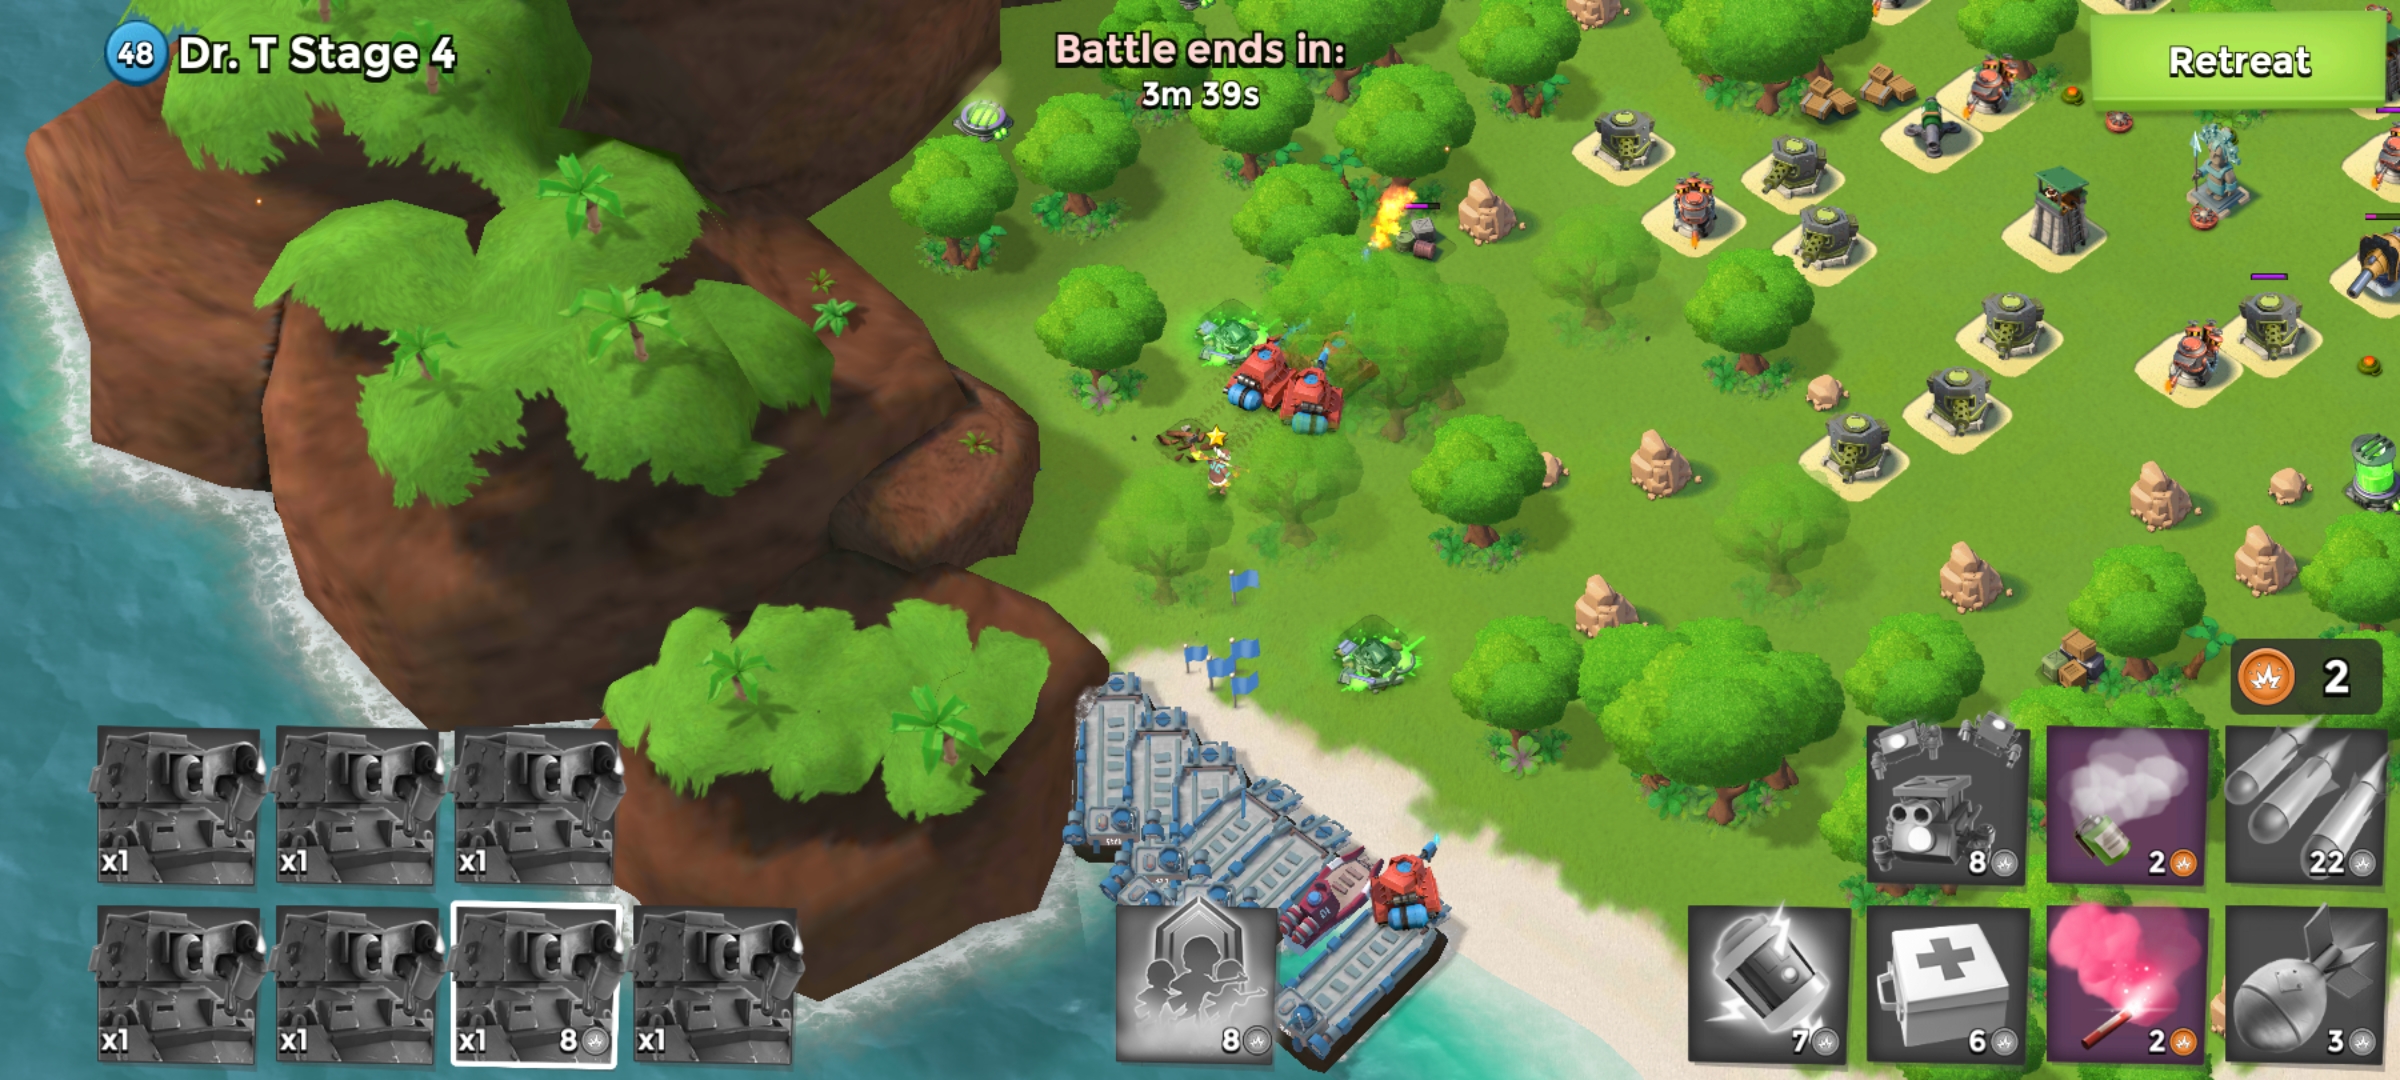 48 Dr. T Stage 4
Battle ends in:
3m 39s
Retreat
2
x1
x1
x1
8
2
22
x1
x1
x1 8
x1
8
7
6
2
3